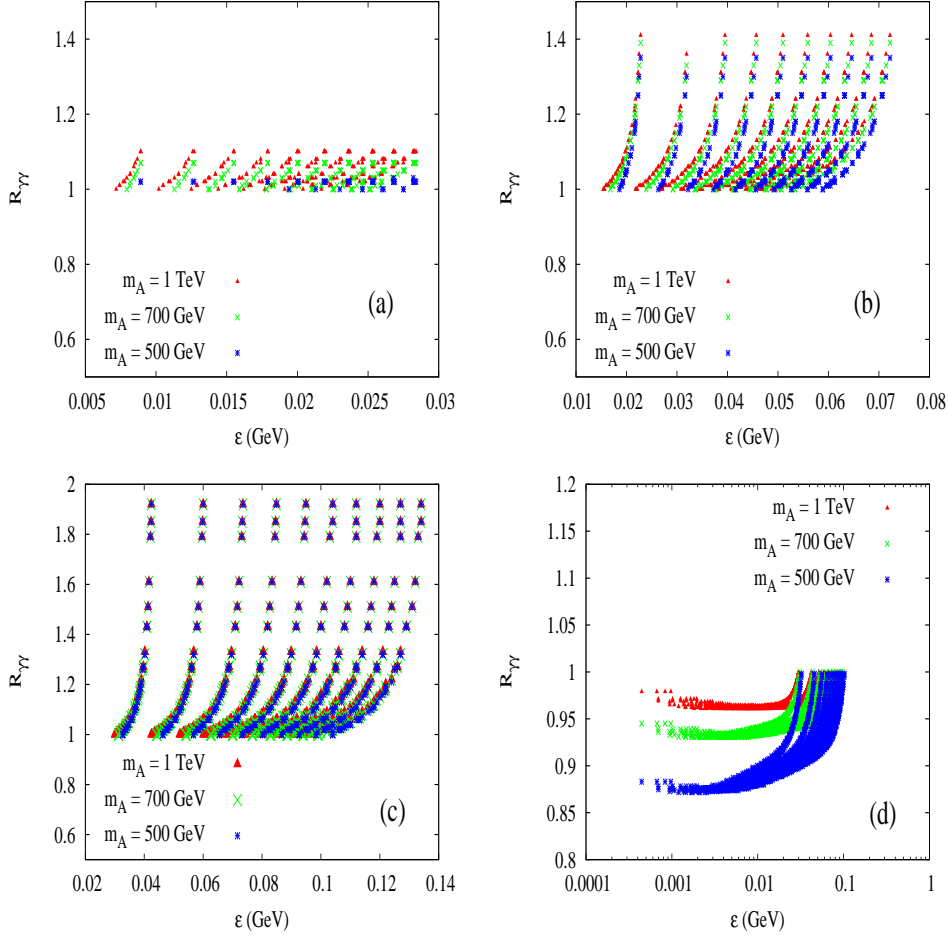 1.4
1.2
1
0.8
0.6
R_γγ
m_A = 1 TeV
m_A = 700 GeV
m_A = 500 GeV
(a)
0.005 0.01 0.015 0.02 0.025 0.03
ε (GeV)
1.4
1.2
1
0.8
0.6
R_γγ
m_A = 1 TeV
m_A = 700 GeV
m_A = 500 GeV
(b)
0.01 0.02 0.03 0.04 0.05 0.06 0.07 0.08
ε (GeV)
2
1.8
1.6
1.4
1.2
1
0.8
0.6
R_γγ
m_A = 1 TeV
m_A = 700 GeV
m_A = 500 GeV
(c)
0.02 0.04 0.06 0.08 0.1 0.12 0.14
ε (GeV)
1.2
1.15
1.1
1.05
1
0.95
0.9
0.85
0.8
R_γγ
m_A = 1 TeV
m_A = 700 GeV
m_A = 500 GeV
(d)
0.0001 0.001 0.01 0.1 1
ε (GeV)